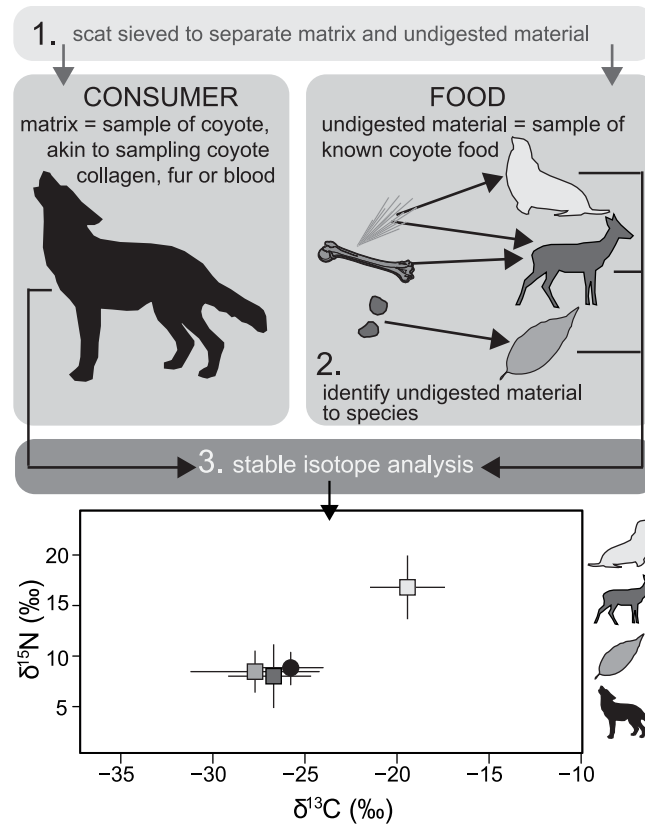 1. scat sieved to separate matrix and undigested material
CONSUMER
matrix = sample of coyote,
akin to sampling coyote
collagen, fur or blood
FOOD
undigested material = sample of
known coyote food
2.
identify undigested material
to species
3. stable isotope analysis
δ15N (‰)
20
15
10
5
−35
−30
−25
−20
−15
−10
δ13C (‰)